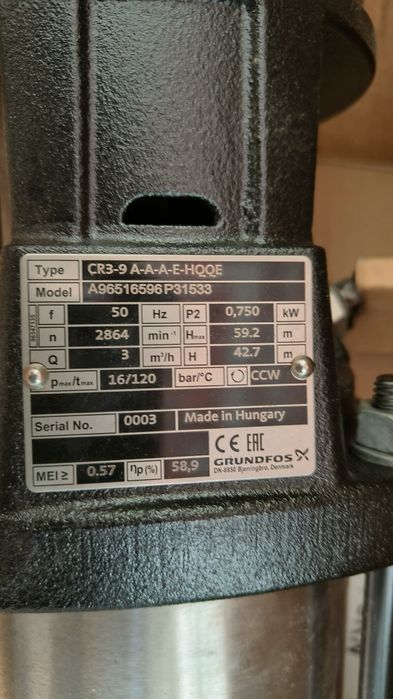 Type CR3-9 A-A-A-E-HQQE
Model A96516596P31533
f 50 Hz P2 0,750 kW
n 2864 min⁻¹ Hmax 59.2 m
Q 3 m³/h H 42.7 m
pmax/tmax 16/120 bar/°C CCW
Serial No. 0003 Made in Hungary
CE EAC
GRUNDFOS X
DK-8850 Bjerringbro, Denmark
MEI ≥ 0.57 ηp(%) 58,9